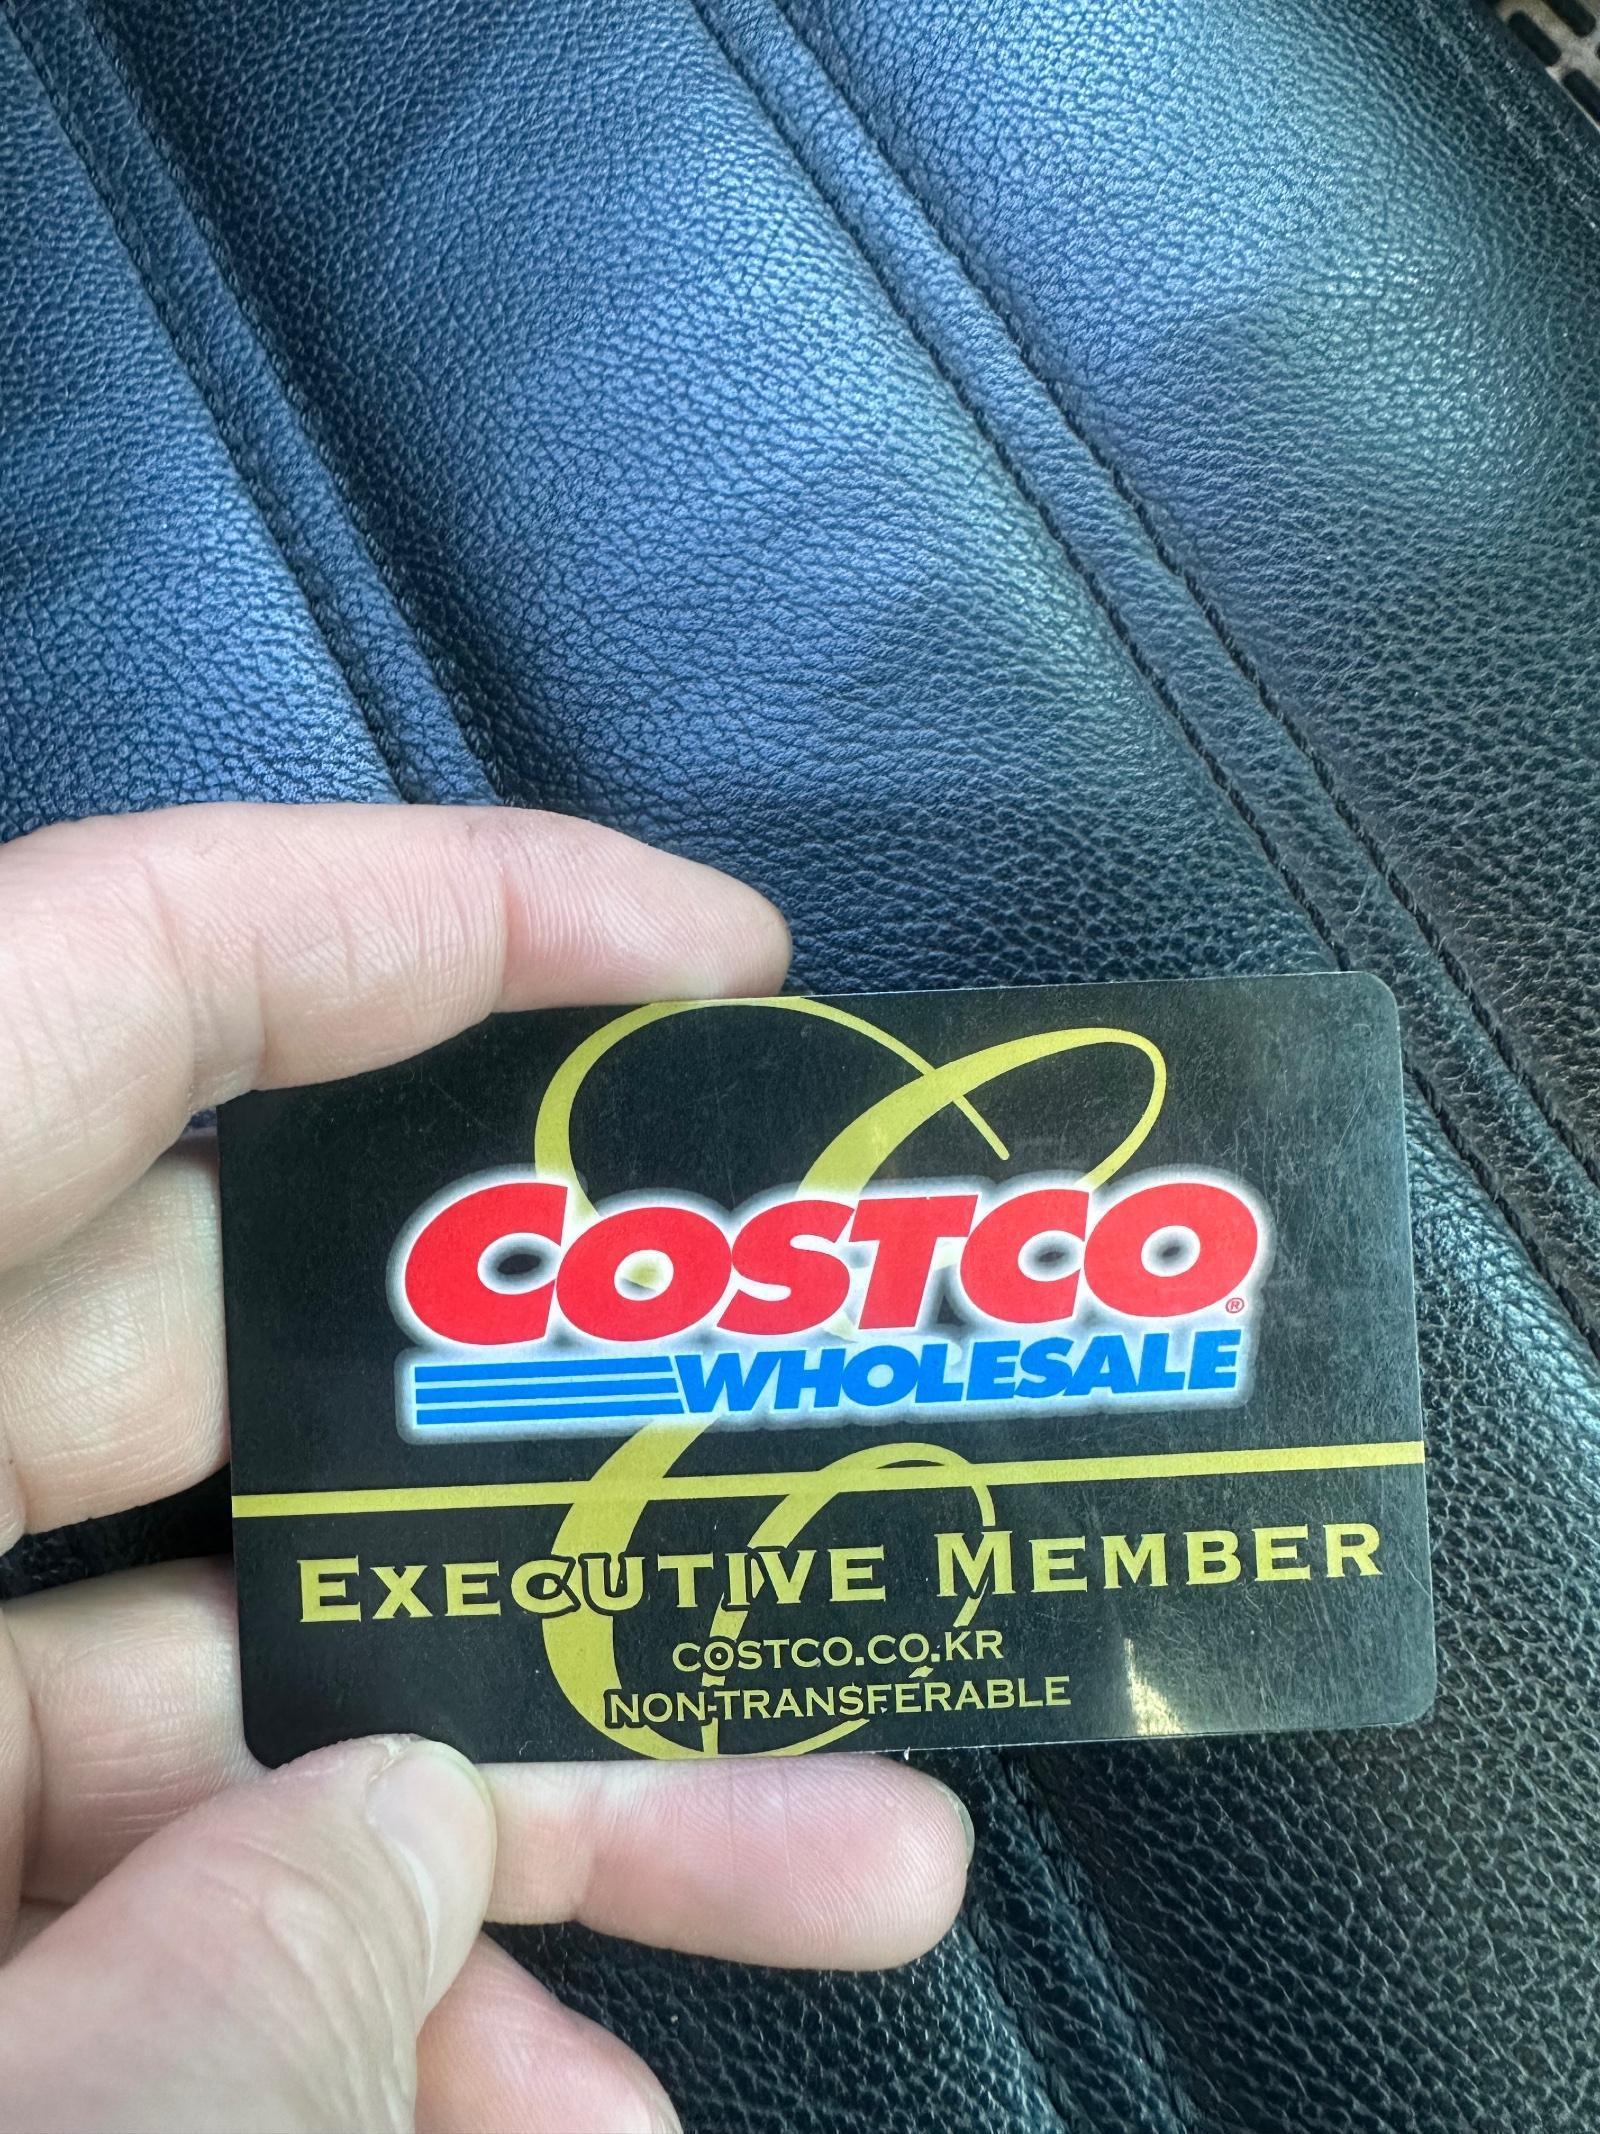 COSTCO®
WHOLESALE
EXECUTIVE MEMBER
COSTCO.CO.KR
NON-TRANSFERABLE